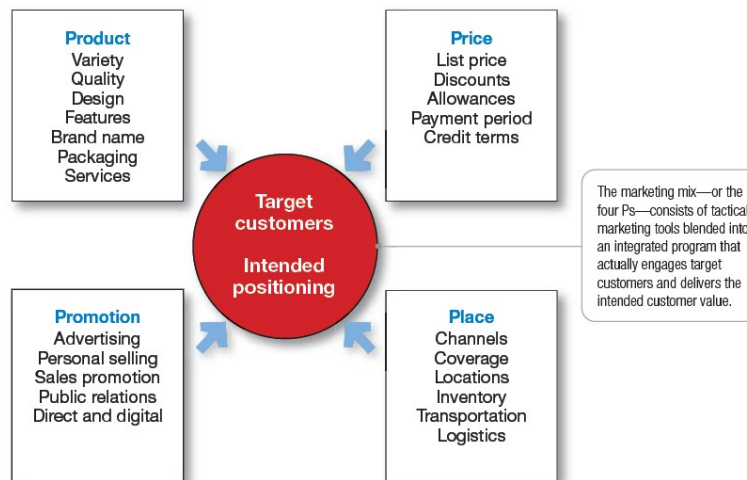 Product
Variety
Quality
Design
Features
Brand name
Packaging
Services
Price
List price
Discounts
Allowances
Payment period
Credit terms
Target
customers
Intended
positioning
The marketing mix—or the
four Ps—consists of tactical
marketing tools blended into
an integrated program that
actually engages target
customers and delivers the
intended customer value.
Promotion
Advertising
Personal selling
Sales promotion
Public relations
Direct and digital
Place
Channels
Coverage
Locations
Inventory
Transportation
Logistics